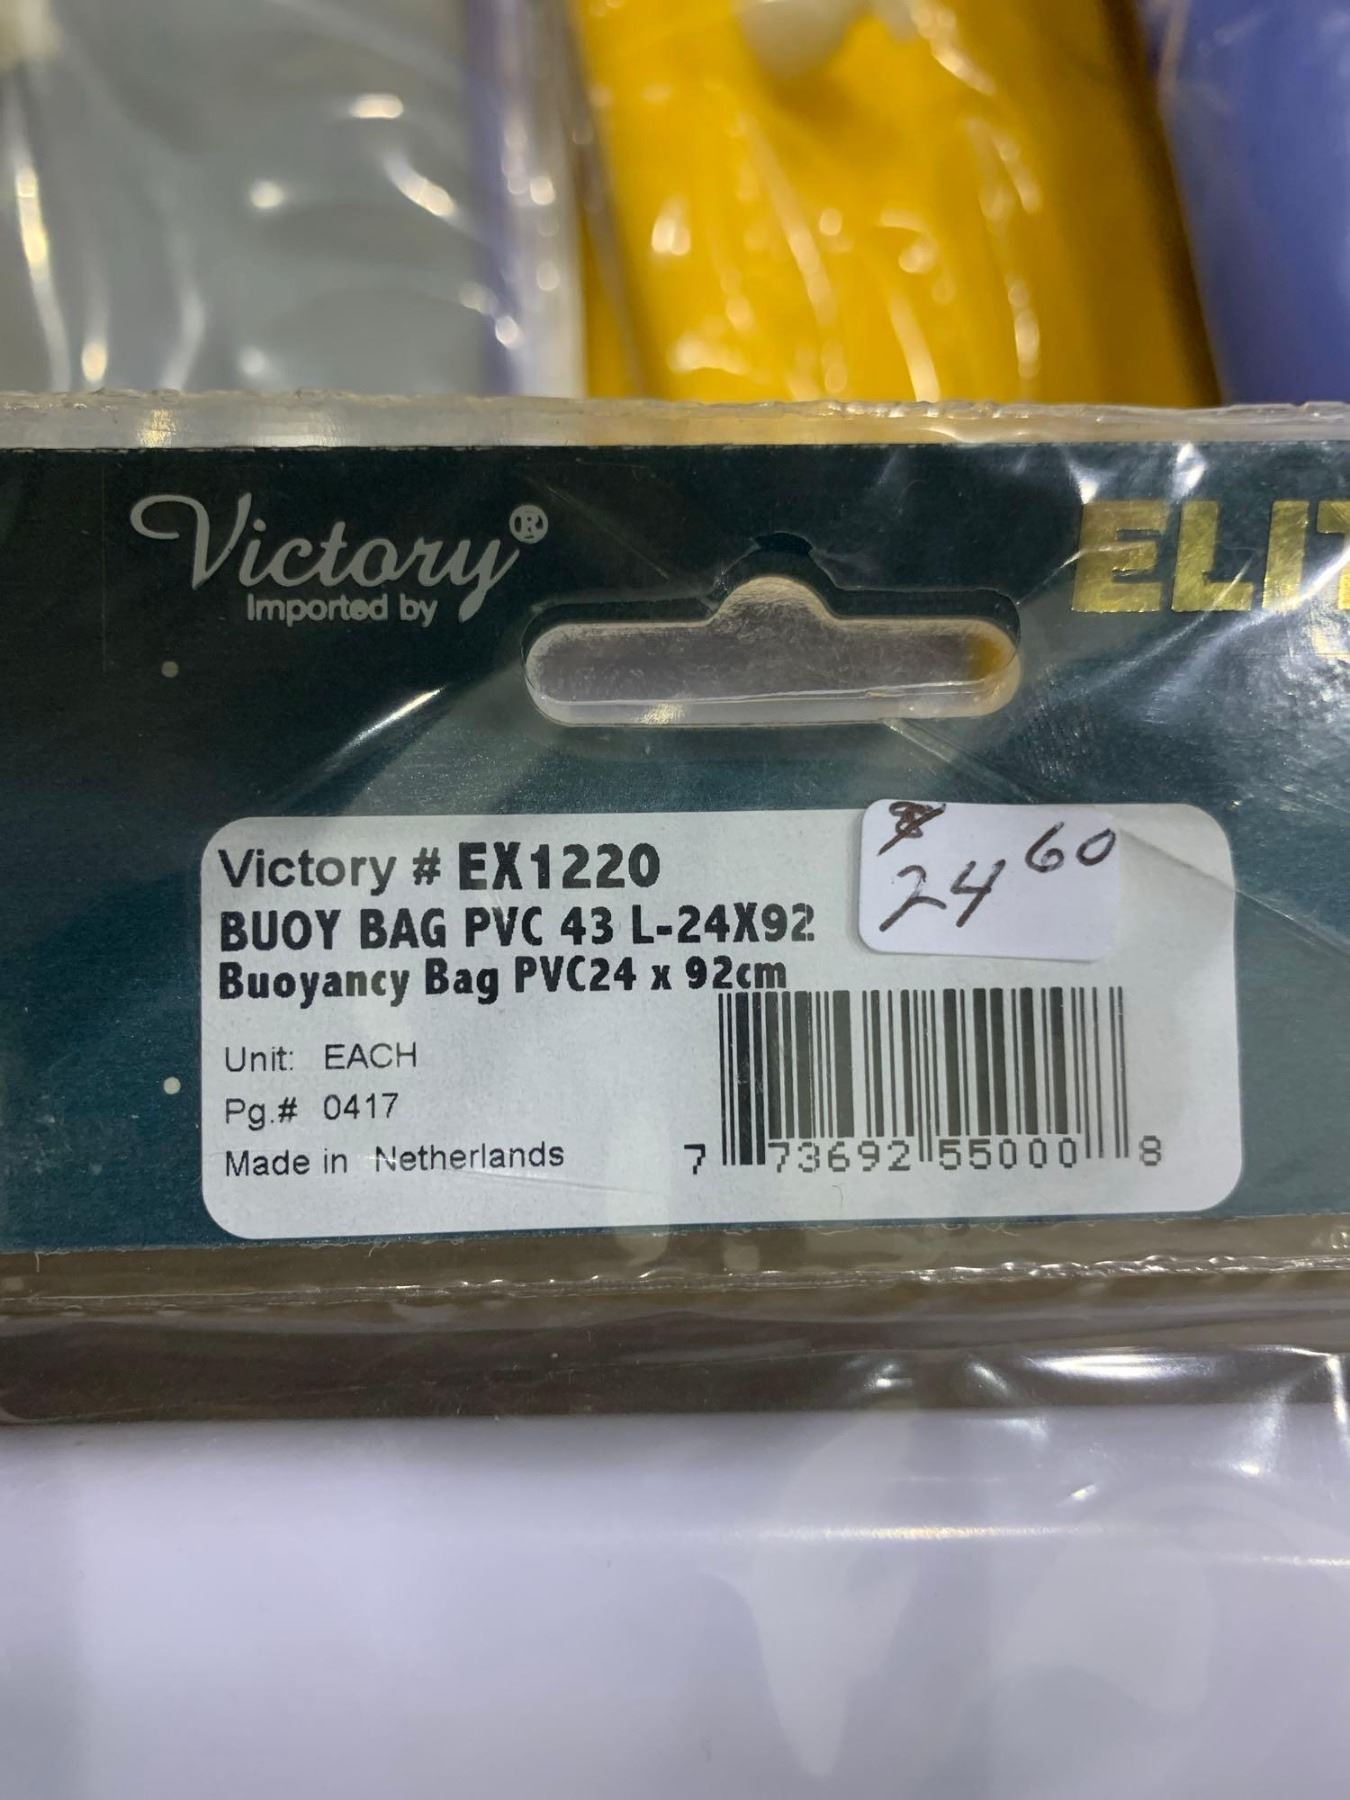 Victory®
Imported by
ELIT
$
24 60
Victory # EX1220
BUOY BAG PVC 43 L-24X92
Buoyancy Bag PVC24 x 92cm
Unit: EACH
Pg.# 0417
Made in Netherlands
7 73692 55000 8